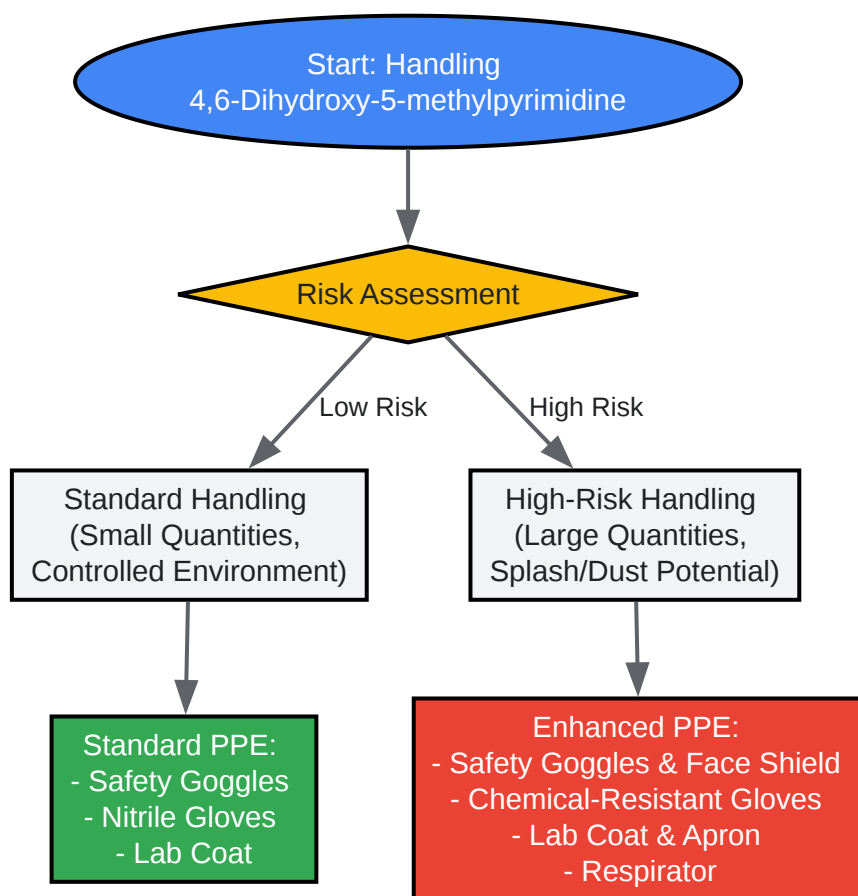 Start: Handling
4,6-Dihydroxy-5-methylpyrimidine
Risk Assessment
Low Risk
High Risk
Standard Handling
(Small Quantities,
Controlled Environment)
High-Risk Handling
(Large Quantities,
Splash/Dust Potential)
Standard PPE:
- Safety Goggles
- Nitrile Gloves
- Lab Coat
Enhanced PPE:
- Safety Goggles & Face Shield
- Chemical-Resistant Gloves
- Lab Coat & Apron
- Respirator